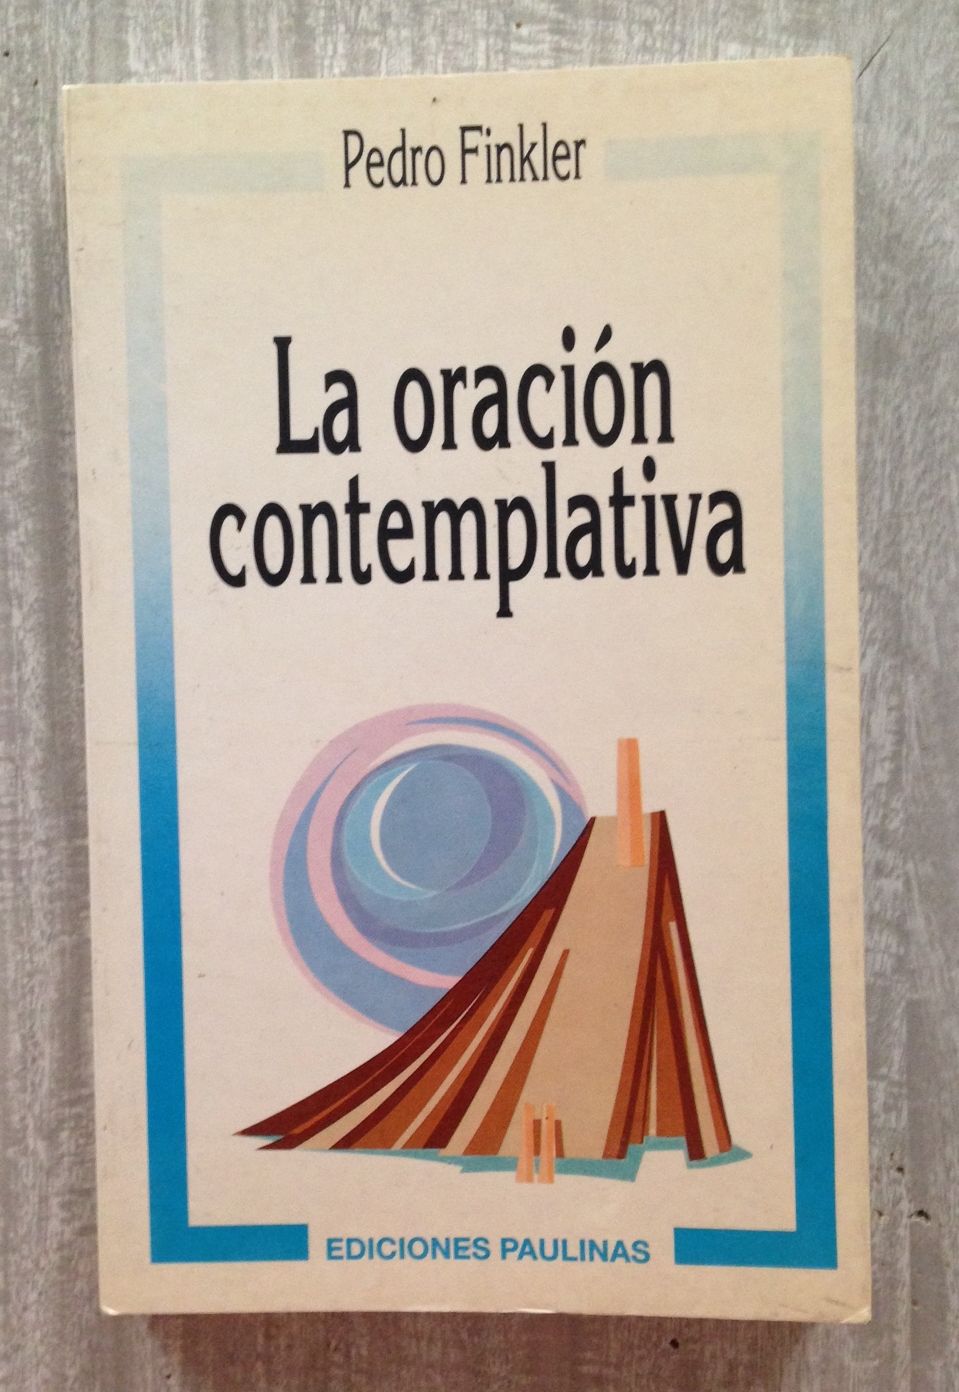 Pedro Finkler
La oración
contemplativa
EDICIONES PAULINAS